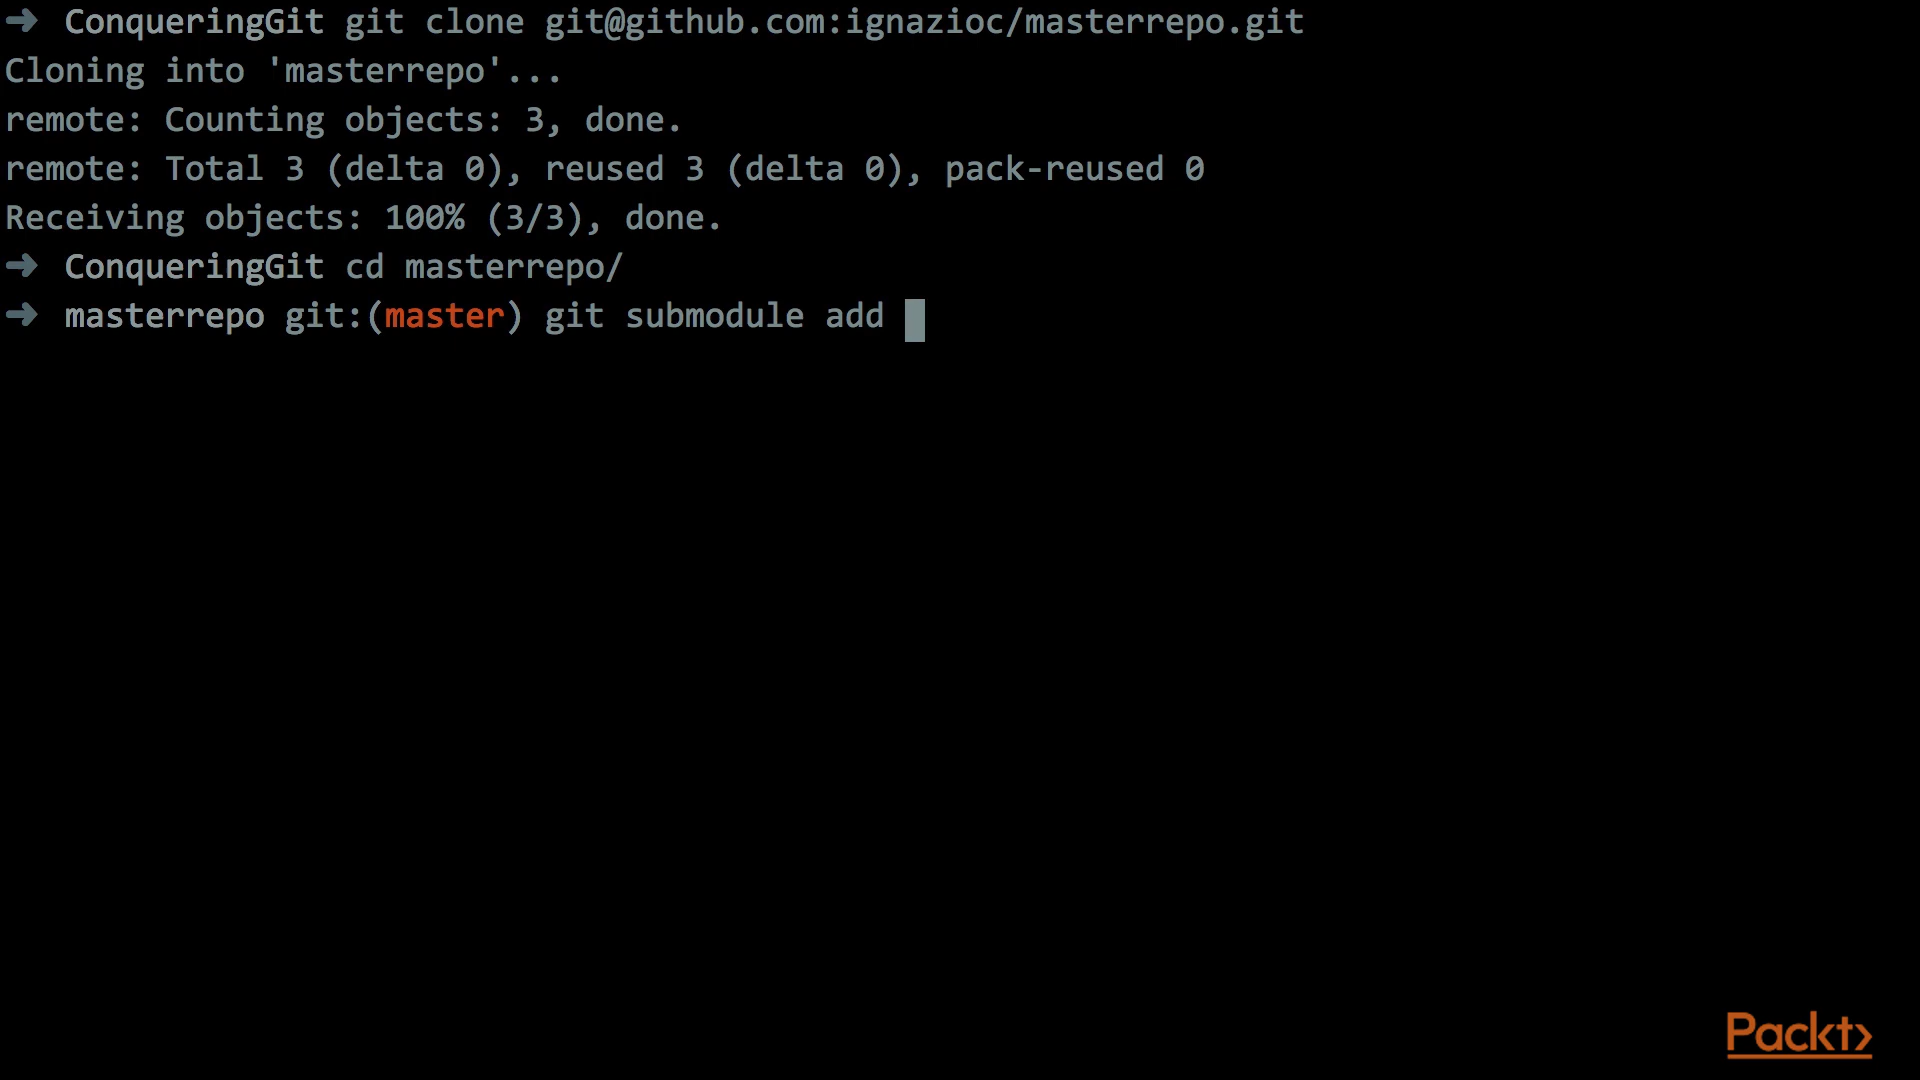 ➜ ConqueringGit git clone git@github.com:ignazioc/masterrepo.git
Cloning into 'masterrepo'...
remote: Counting objects: 3, done.
remote: Total 3 (delta 0), reused 3 (delta 0), pack-reused 0
Receiving objects: 100% (3/3), done.
➜ ConqueringGit cd masterrepo/
➜ masterrepo git:(master) git submodule add
Packt>